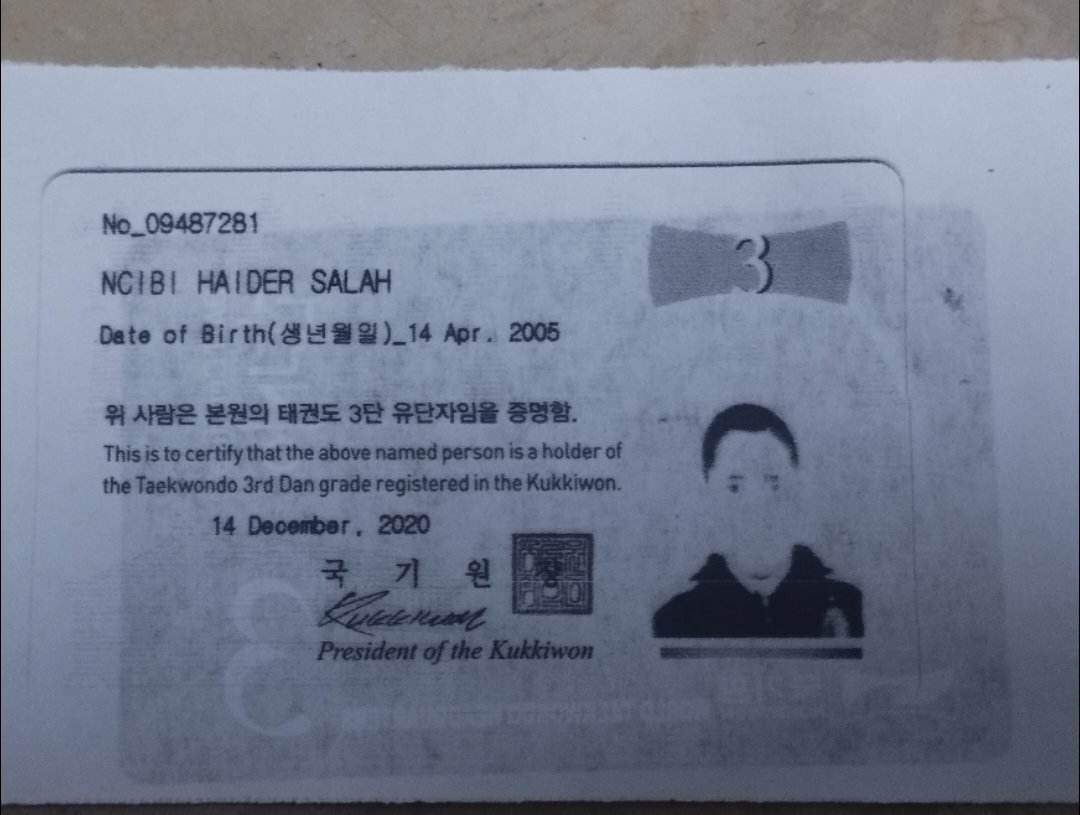 No_09487281
3
NCIBI HAIDER SALAH
Date of Birth(생년월일)_14 Apr. 2005
위 사람은 본원의 태권도 3단 유단자임을 증명함.
This is to certify that the above named person is a holder of
the Taekwondo 3rd Dan grade registered in the Kukkiwon.
14 December, 2020
국 기 원 장
Kukkiwon
President of the Kukkiwon
3